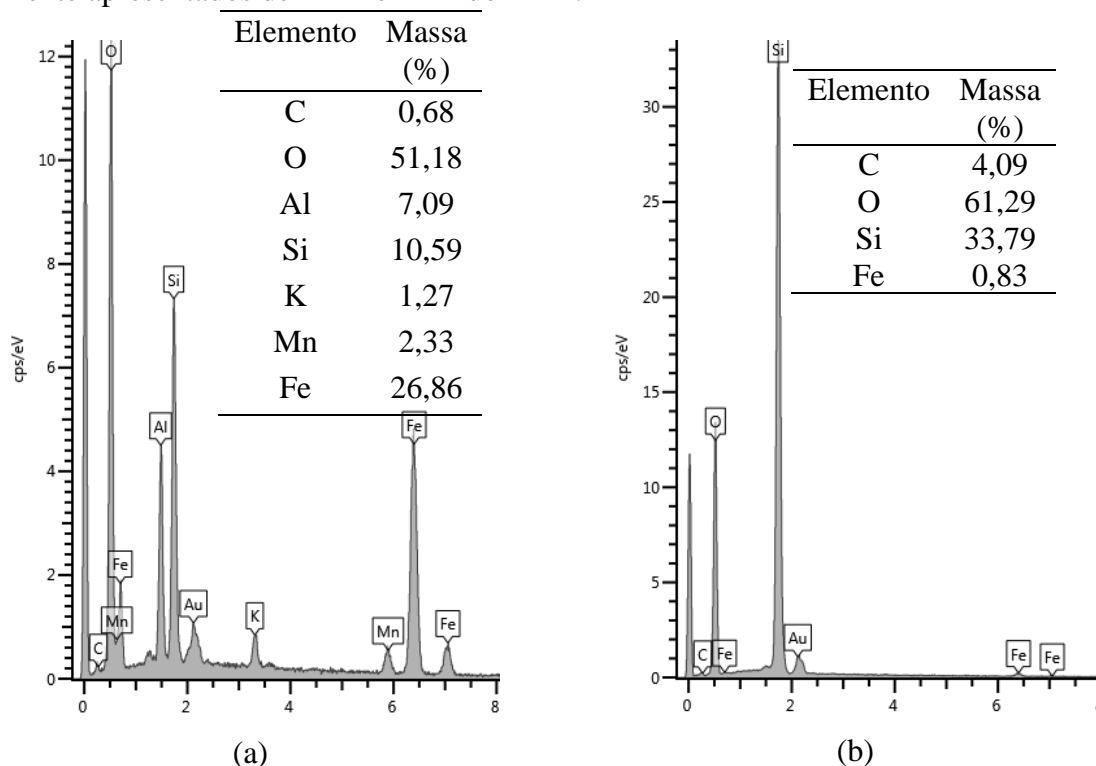 Elemento Massa
(%)
C 0,68
O 51,18
Al 7,09
Si 10,59
K 1,27
Mn 2,33
Fe 26,86
12
10
8
6
4
2
0
cps/eV
O
Si
Al
Fe
Fe
Mn
C
Au
K
Mn
Fe
0 2 4 6 8
(a)
Elemento Massa
(%)
C 4,09
O 61,29
Si 33,79
Fe 0,83
30
25
20
15
10
5
0
cps/eV
Si
O
C
Fe
Au
Fe
Fe
0 2 4 6
(b)